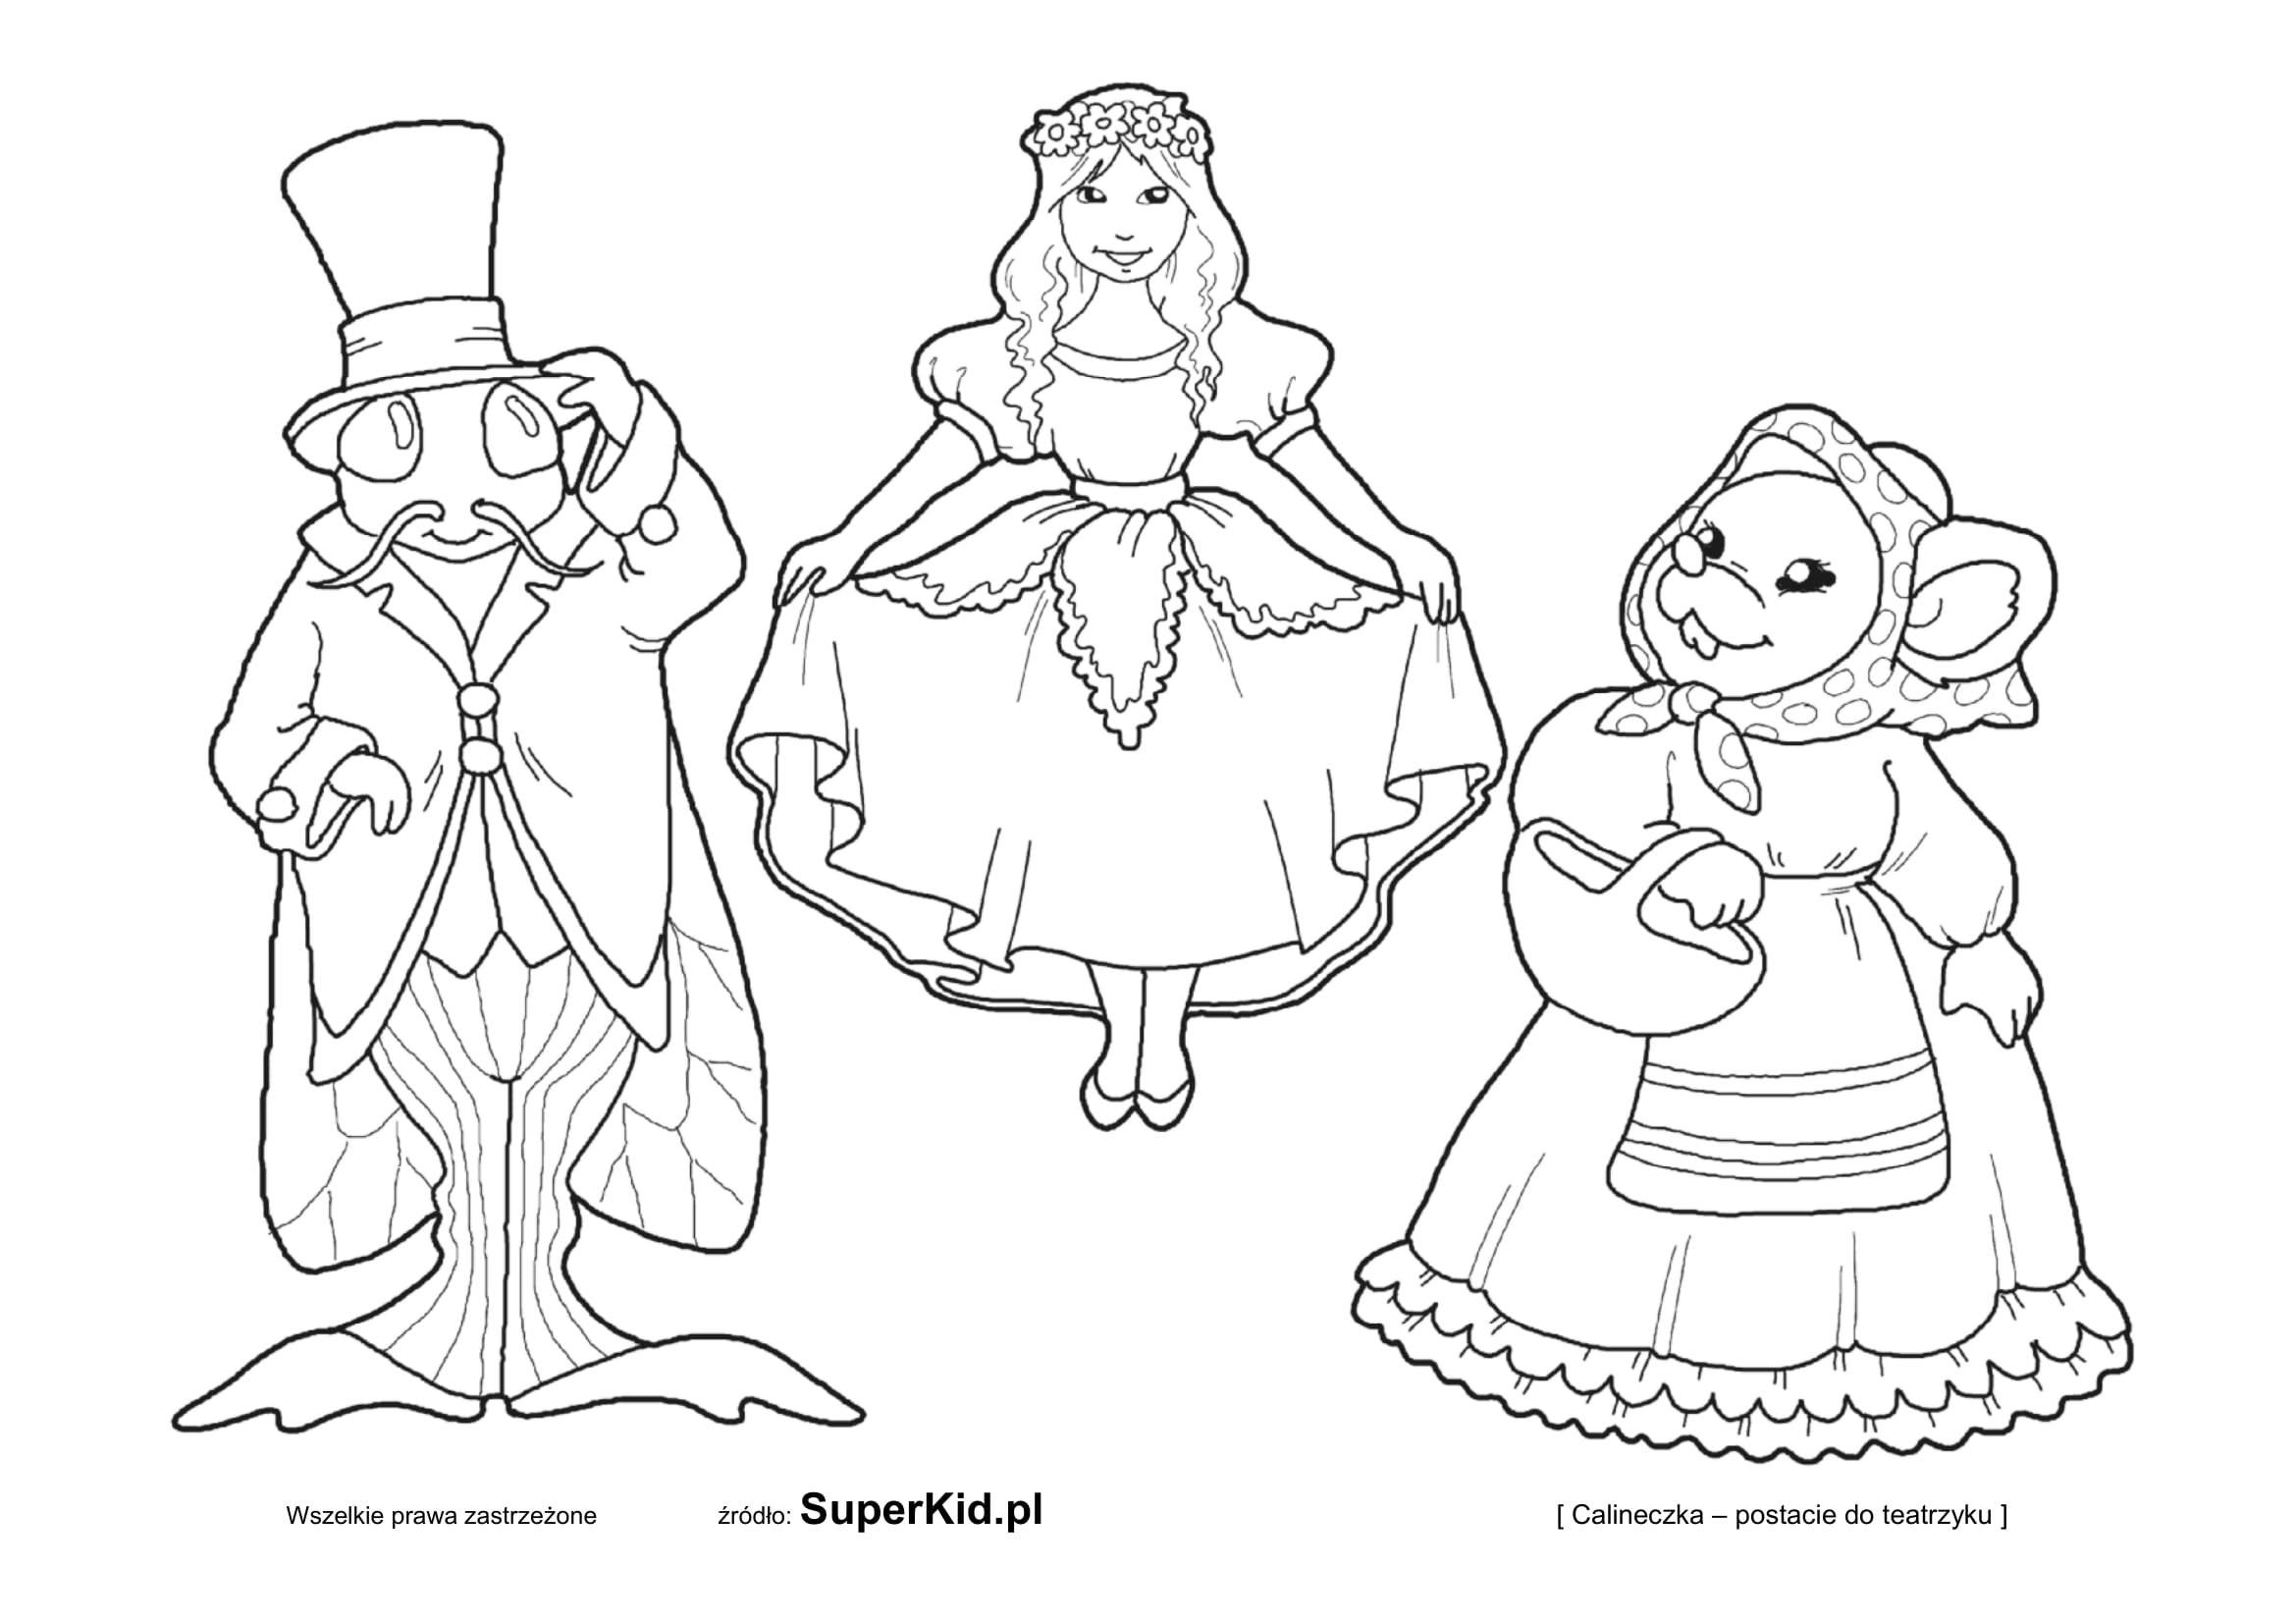 Wszelkie prawa zastrzeżone źródło: SuperKid.pl [ Calineczka – postacie do teatrzyku ]